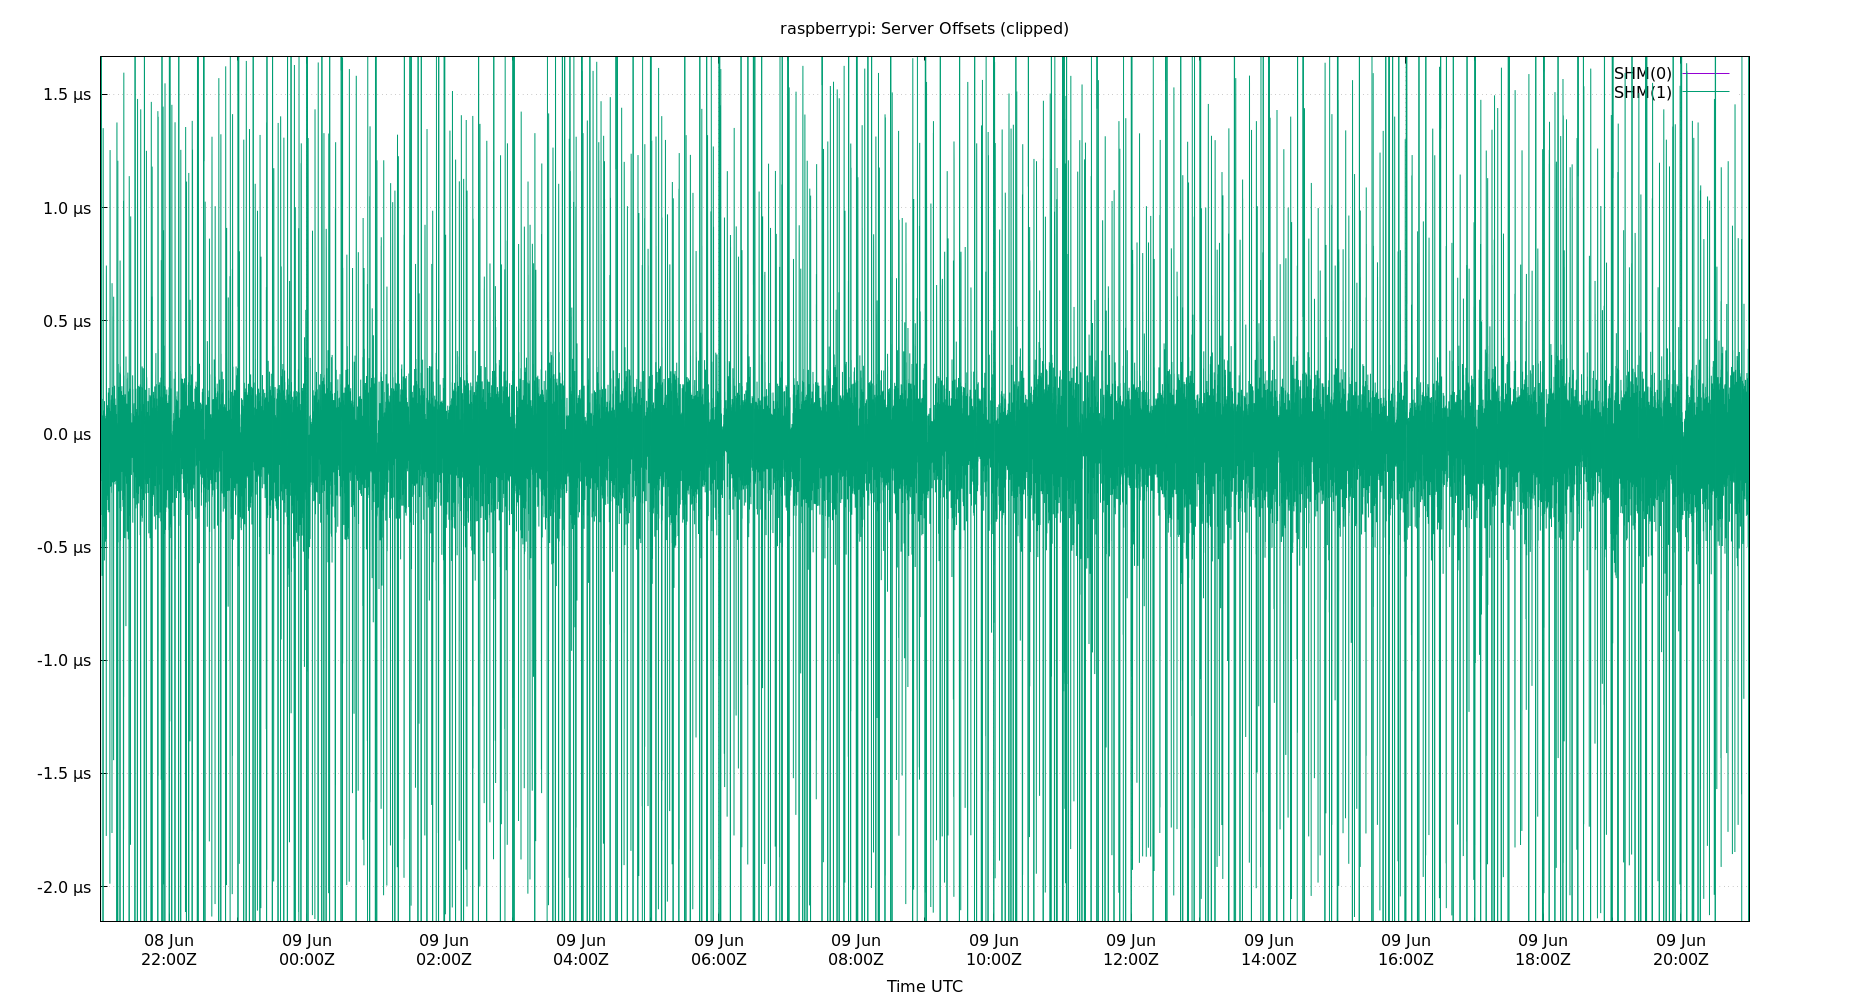 raspberrypi: Server Offsets (clipped)
SHM(0)
SHM(1)
1.5 μs
1.0 μs
0.5 μs
0.0 μs
-0.5 μs
-1.0 μs
-1.5 μs
-2.0 μs
08 Jun 09 Jun 09 Jun 09 Jun 09 Jun 09 Jun 09 Jun 09 Jun 09 Jun 09 Jun 09 Jun 09 Jun
22:00Z 00:00Z 02:00Z 04:00Z 06:00Z 08:00Z 10:00Z 12:00Z 14:00Z 16:00Z 18:00Z 20:00Z
Time UTC